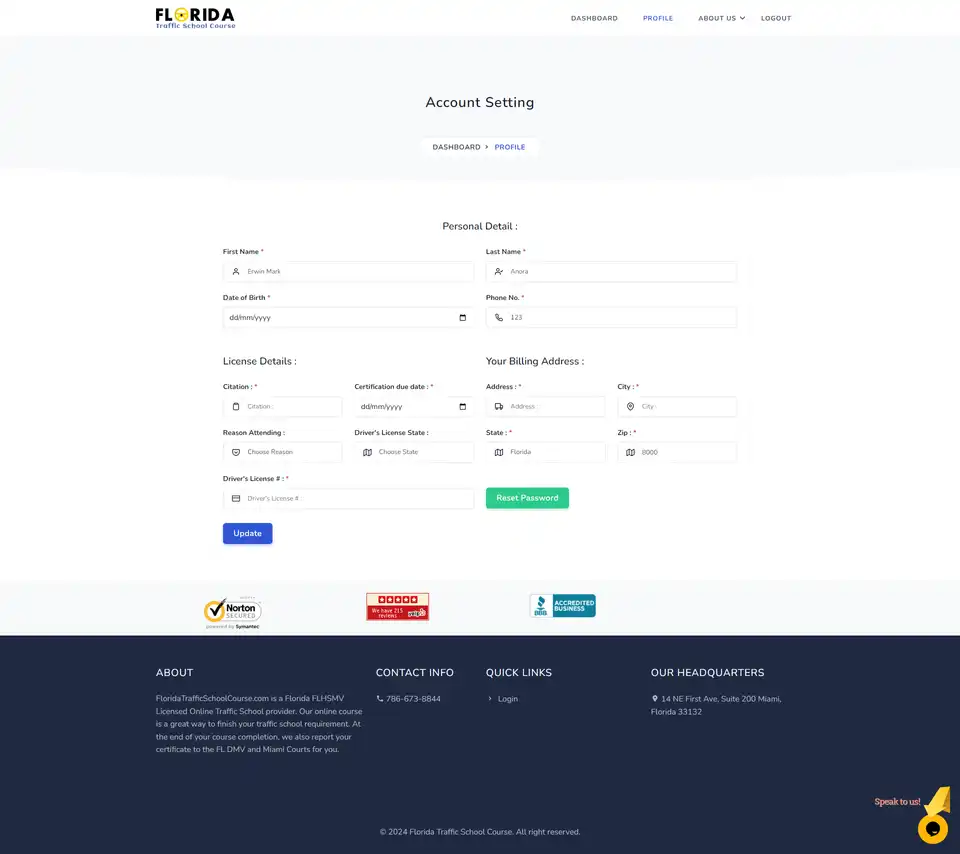 FLORIDA
Traffic School Course
DASHBOARD
PROFILE
ABOUT US
LOGOUT
Account Setting
DASHBOARD > PROFILE
Personal Detail :
First Name *
Last Name *
Erwin Mark
Anora
Date of Birth *
Phone No. *
dd/mm/yyyy
123
License Details :
Your Billing Address :
Citation : *
Certification due date : *
Address : *
City : *
Citation :
dd/mm/yyyy
Address :
City
Reason Attending :
Driver's License State :
State : *
Zip : *
Choose Reason
Choose State
Florida
8000
Driver's License # : *
Driver's License #
Reset Password
Update
Norton
SECURED
powered by Symantec
We have 215
reviews
BBB
ACCREDITED
BUSINESS
ABOUT
FloridaTrafficSchoolCourse.com is a Florida FLHSMV
Licensed Online Traffic School provider. Our online course
is a great way to finish your traffic school requirement. At
the end of your course completion, we also report your
certificate to the FL DMV and Miami Courts for you.
CONTACT INFO
786-673-8844
QUICK LINKS
> Login
OUR HEADQUARTERS
14 NE First Ave, Suite 200 Miami,
Florida 33132
Speak to us!
© 2024 Florida Traffic School Course. All right reserved.